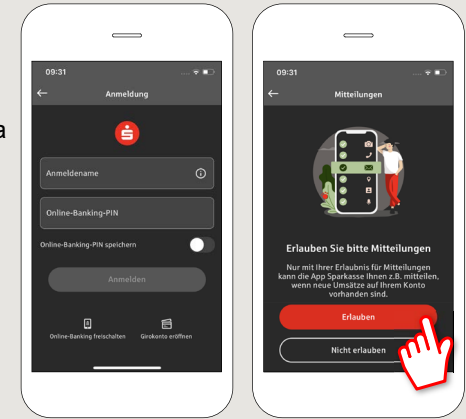 a
09:31
Anmeldung
Anmeldename
Online-Banking-PIN
Online-Banking-PIN speichern
Anmelden
Online-Banking freischalten
Girokonto eröffnen
09:31
Mitteilungen
Erlauben Sie bitte Mitteilungen
Nur mit Ihrer Erlaubnis für Mitteilungen
kann die App Sparkasse Ihnen z.B. mitteilen,
wenn neue Umsätze auf Ihrem Konto
vorhanden sind.
Erlauben
Nicht erlauben